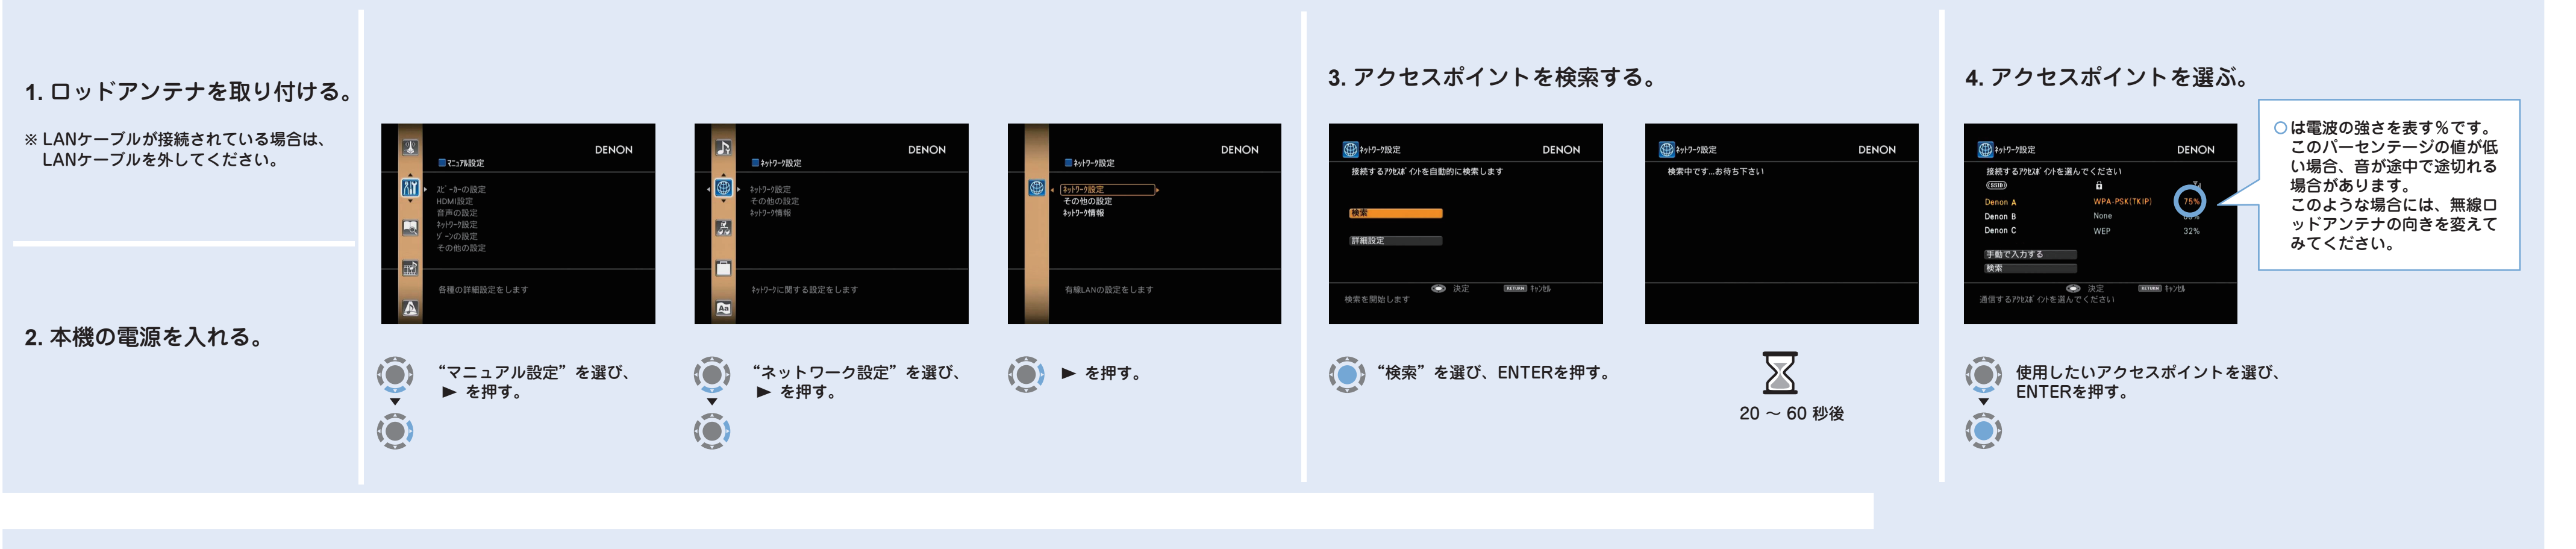 1. ロッドアンテナを取り付ける。
※ LANケーブルが接続されている場合は、
LANケーブルを外してください。
2. 本機の電源を入れる。
DENON
ﾏﾆｭｱﾙ設定
ｽﾋﾟｰｶｰの設定
HDMI設定
音声の設定
ﾈｯﾄﾜｰｸ設定
ｿﾞｰﾝの設定
その他の設定
各種の詳細設定をします
“マニュアル設定”を選び、
► を押す。
DENON
ﾈｯﾄﾜｰｸ設定
ﾈｯﾄﾜｰｸ設定
その他の設定
ﾈｯﾄﾜｰｸ情報
Aa
ﾈｯﾄﾜｰｸに関する設定をします
“ネットワーク設定”を選び、
► を押す。
DENON
ﾈｯﾄﾜｰｸ設定
ﾈｯﾄﾜｰｸ設定
その他の設定
ﾈｯﾄﾜｰｸ情報
有線LANの設定をします
► を押す。
3. アクセスポイントを検索する。
ﾈｯﾄﾜｰｸ設定 DENON
接続するｱｸｾｽﾎﾟｲﾝﾄを自動的に検索します
検索
詳細設定
決定 RETURN ｷｬﾝｾﾙ
検索を開始します
“検索”を選び、ENTERを押す。
ﾈｯﾄﾜｰｸ設定 DENON
検索中です...お待ち下さい
20 ～ 60 秒後
4. アクセスポイントを選ぶ。
ﾈｯﾄﾜｰｸ設定 DENON
接続するｱｸｾｽﾎﾟｲﾝﾄを選んでください
SSID
Denon A WPA-PSK(TKIP) 75%
Denon B None
Denon C WEP 32%
手動で入力する
検索
決定 RETURN ｷｬﾝｾﾙ
通信するｱｸｾｽﾎﾟｲﾝﾄを選んでください
使用したいアクセスポイントを選び、
ENTERを押す。
○は電波の強さを表す％です。
このパーセンテージの値が低
い場合、音が途中で途切れる
場合があります。
このような場合には、無線ロ
ッドアンテナの向きを変えて
みてください。